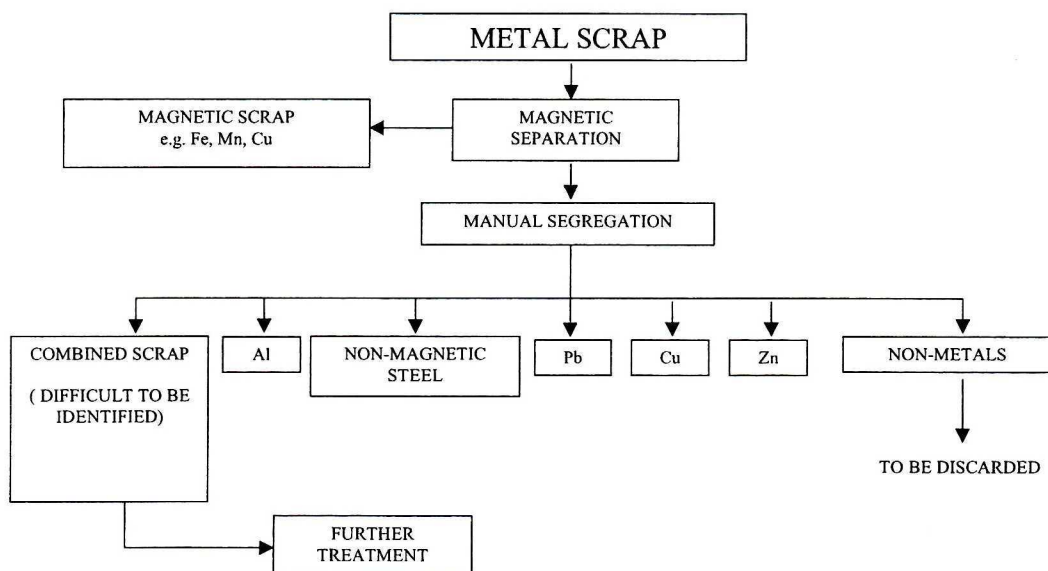 METAL SCRAP
MAGNETIC SCRAP
e.g. Fe, Mn, Cu
MAGNETIC
SEPARATION
MANUAL SEGREGATION
COMBINED SCRAP
( DIFFICULT TO BE
IDENTIFIED)
Al
NON-MAGNETIC
STEEL
Pb
Cu
Zn
NON-METALS
TO BE DISCARDED
FURTHER
TREATMENT